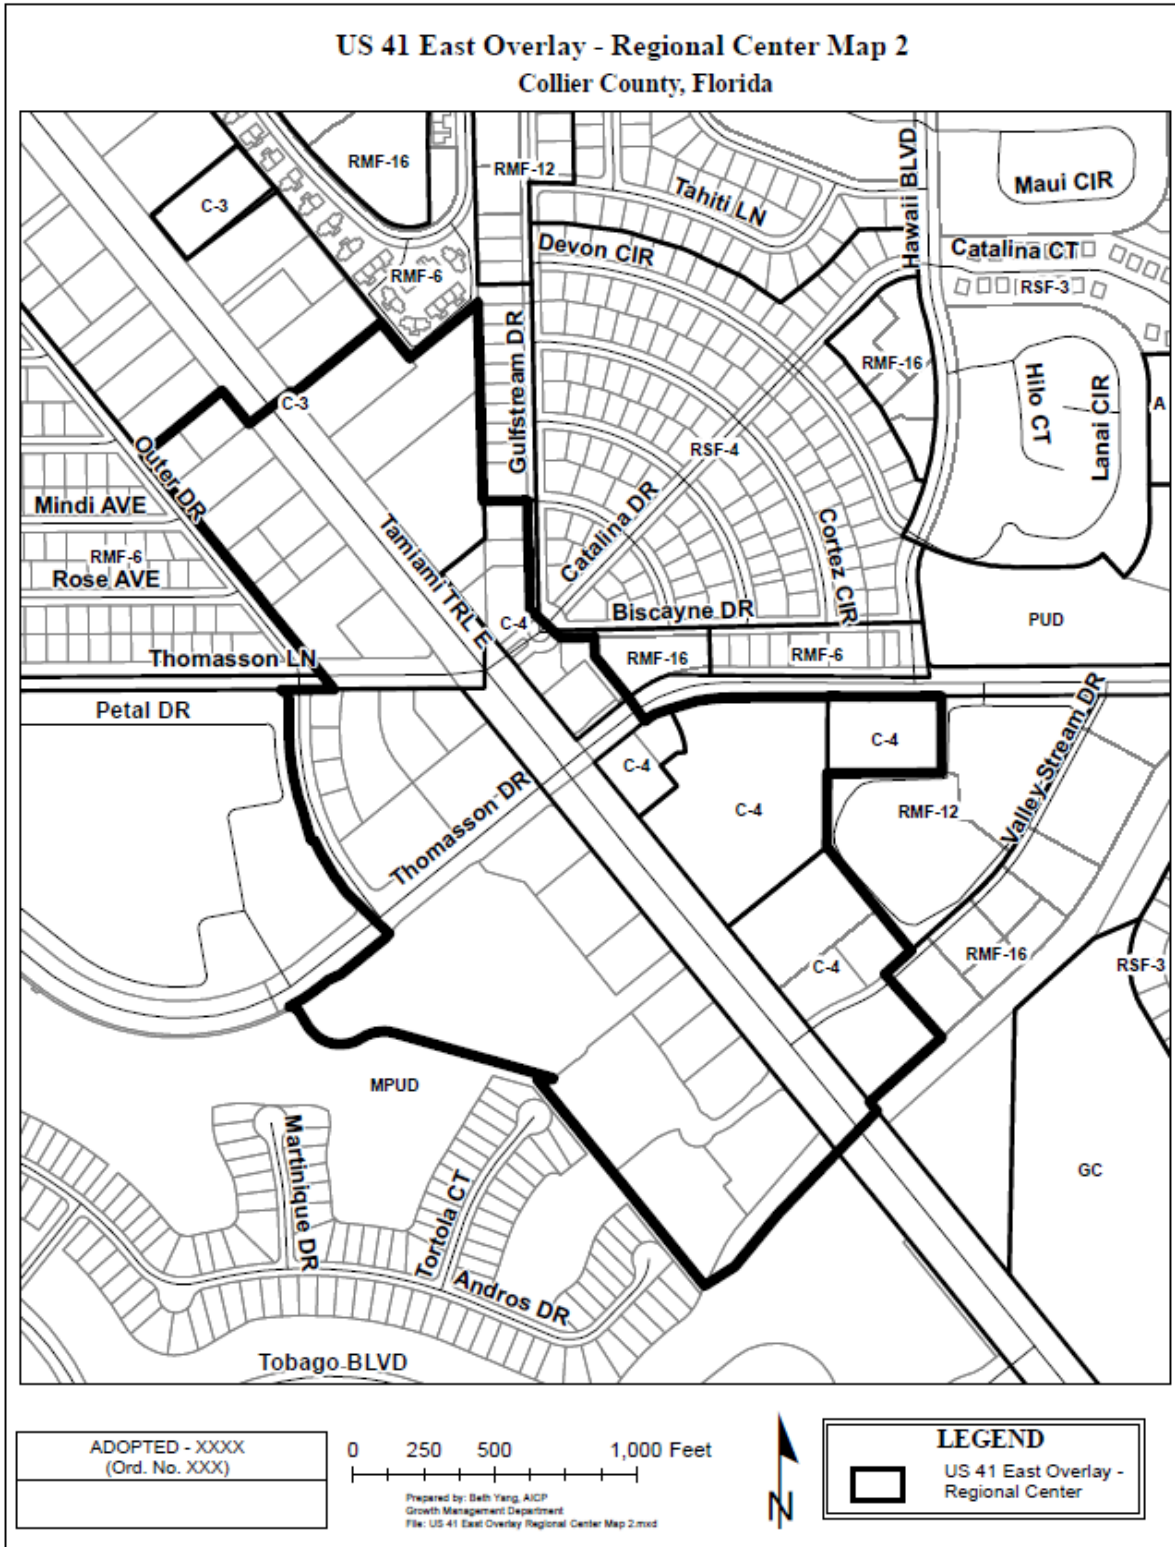 US 41 East Overlay - Regional Center Map 2
Collier County, Florida
RMF-16
RMF-12
C-3
Tahiti LN
Hawaii BLVD
Maui CIR
Devon CIR
Catalina CT
RMF-6
RSF-3
Gulfstream DR
RMF-16
Hilo CT
Lanai CIR
A
C-3
Outer DR
RSF-4
Mindi AVE
Catalina DR
Cortez CIR
Tamiami TRL E
RMF-6
Rose AVE
Biscayne DR
C-4
PUD
Thomasson LN
RMF-16
RMF-6
Petal DR
Valley Stream DR
C-4
C-4
Thomasson DR
C-4
RMF-12
C-4
RMF-16
RSF-3
MPUD
Martinique DR
Tortola CT
GC
Andros DR
Tobago BLVD
ADOPTED - XXXX
(Ord. No. XXX)
0 250 500 1,000 Feet
Prepared by: Beth Yang, AICP
Growth Management Department
File: US 41 East Overlay Regional Center Map 2.mxd
N
LEGEND
US 41 East Overlay -
Regional Center